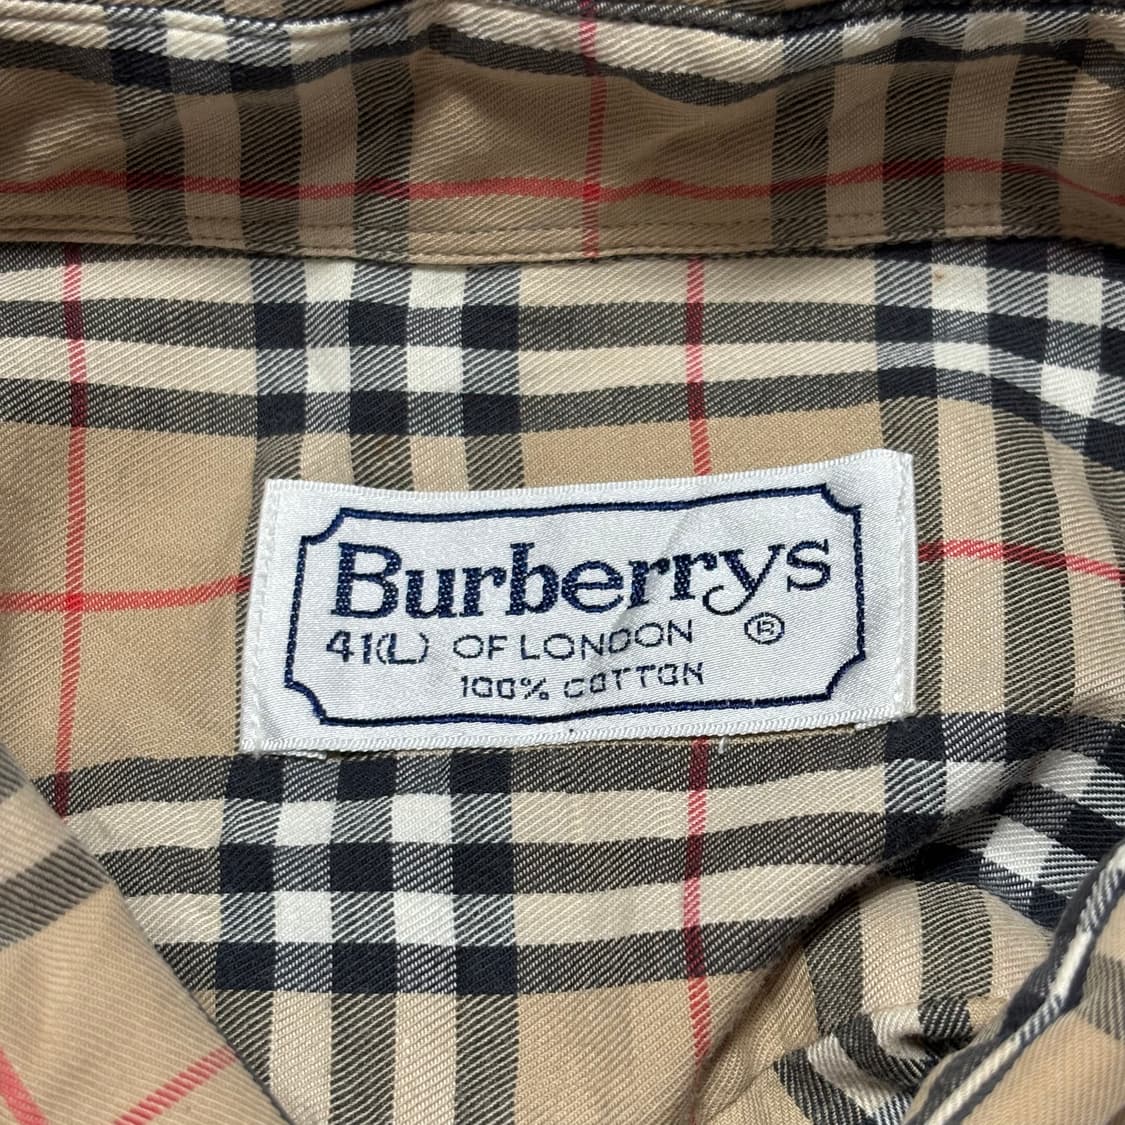 Burberrys
41(L) OF LONDON ®
100% COTTON